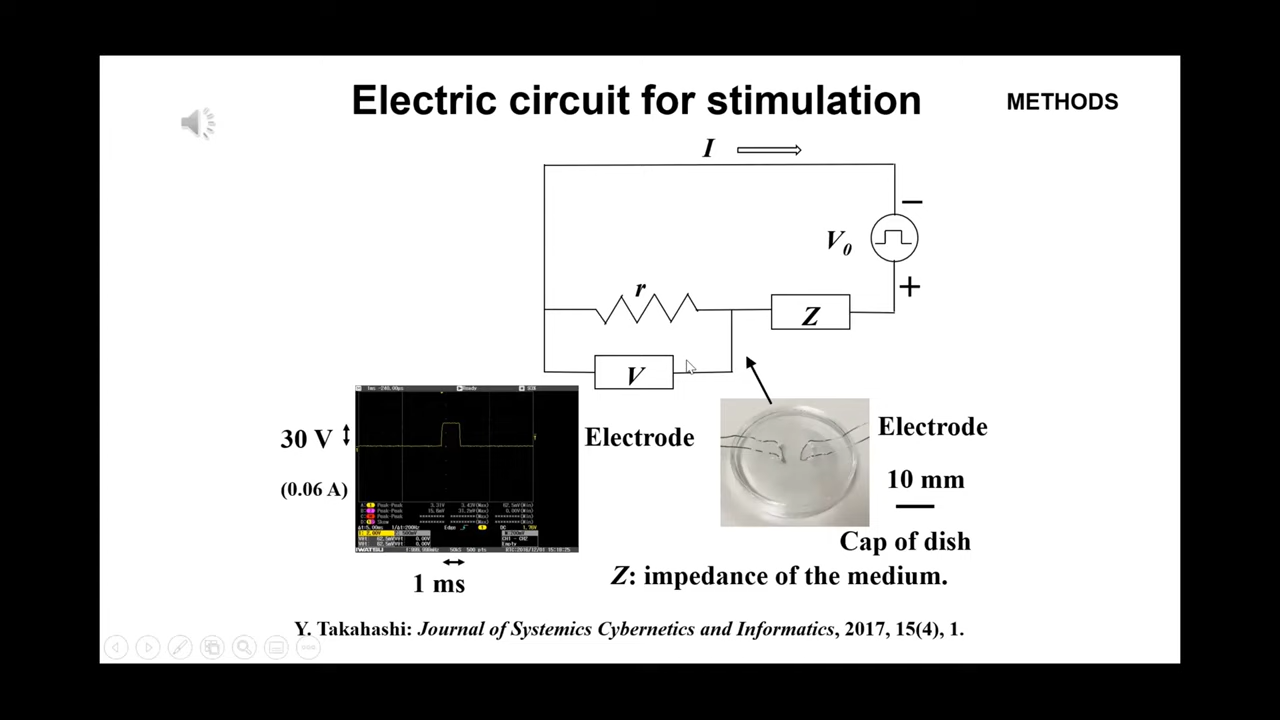 Electric circuit for stimulation
METHODS
I
−
V0
+
r
Z
V
30 V
(0.06 A)
Electrode
Electrode
10 mm
Cap of dish
1 ms
Z: impedance of the medium.
Y. Takahashi: Journal of Systemics Cybernetics and Informatics, 2017, 15(4), 1.